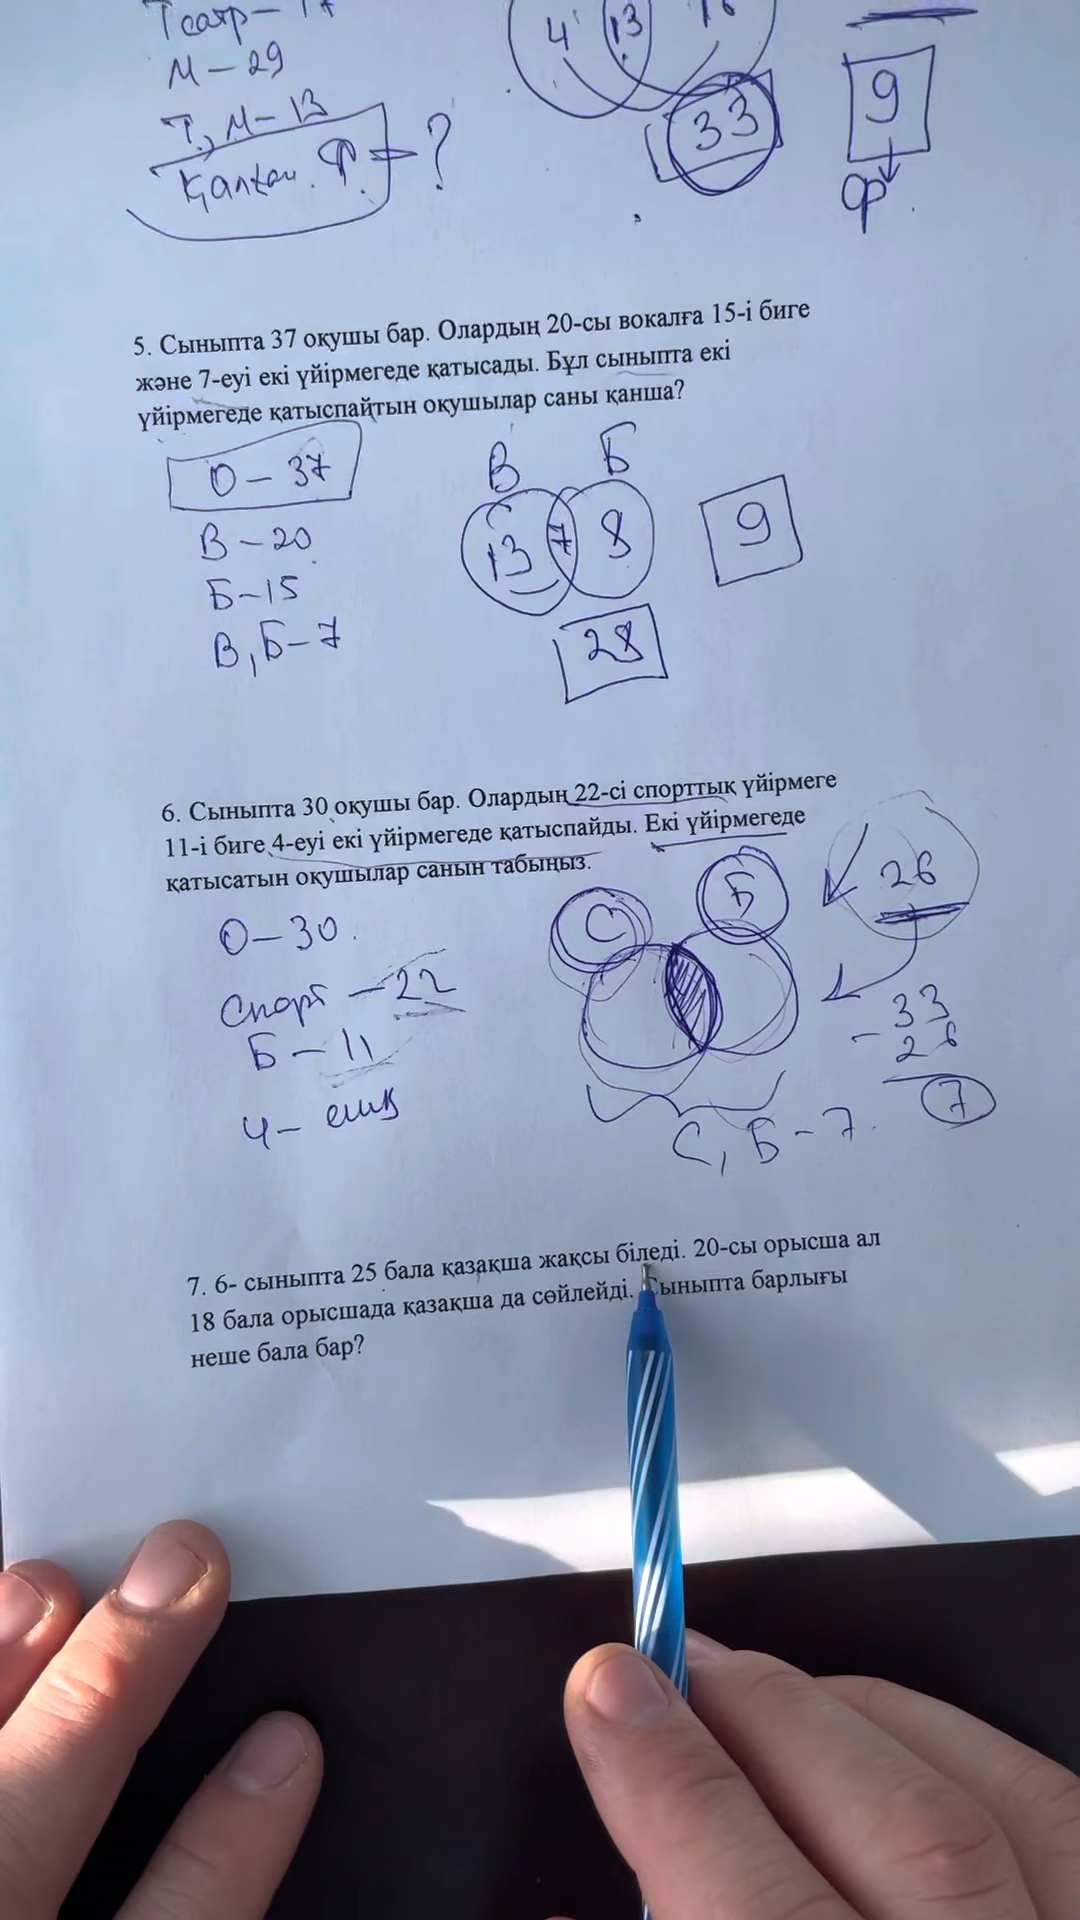 Театр – 17
М – 29
Т, М – 13
Қалған. Ф – ?
4 13 16
33
9
Ф
5. Сыныпта 37 оқушы бар. Олардың 20-сы вокалға 15-і биге
және 7-еуі екі үйірмегеде қатысады. Бұл сыныпта екі
үйірмегеде қатыспайтын оқушылар саны қанша?
О – 37
В – 20
Б – 15
В, Б – 7
В Б
13 7 8
28
9
6. Сыныпта 30 оқушы бар. Олардың 22-сі спорттық үйірмеге
11-і биге 4-еуі екі үйірмегеде қатыспайды. Екі үйірмегеде
қатысатын оқушылар санын табыңыз.
О – 30
Спорт – 22
Б – 11
4 – ешқ
С Б
С, Б – 7
26
- 33
26
7
7. 6- сыныпта 25 бала қазақша жақсы біледі. 20-сы орысша ал
18 бала орысшада қазақша да сөйлейді. Сыныпта барлығы
неше бала бар?